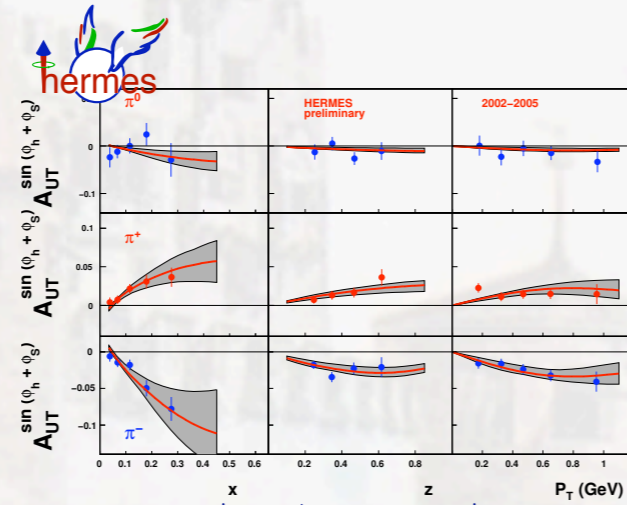 hermes
A_UT sin (φ_h + φ_S)
0
−0.1
π⁰
HERMES
preliminary
2002−2005
A_UT sin (φ_h + φ_S)
0.1
0.05
0
π⁺
A_UT sin (φ_h + φ_S)
0
−0.05
−0.1
π⁻
0 0.1 0.2 0.3 0.4 0.5 0.6 0.2 0.4 0.6 0.8 0.2 0.4 0.6 0.8 1
x z P_T (GeV)